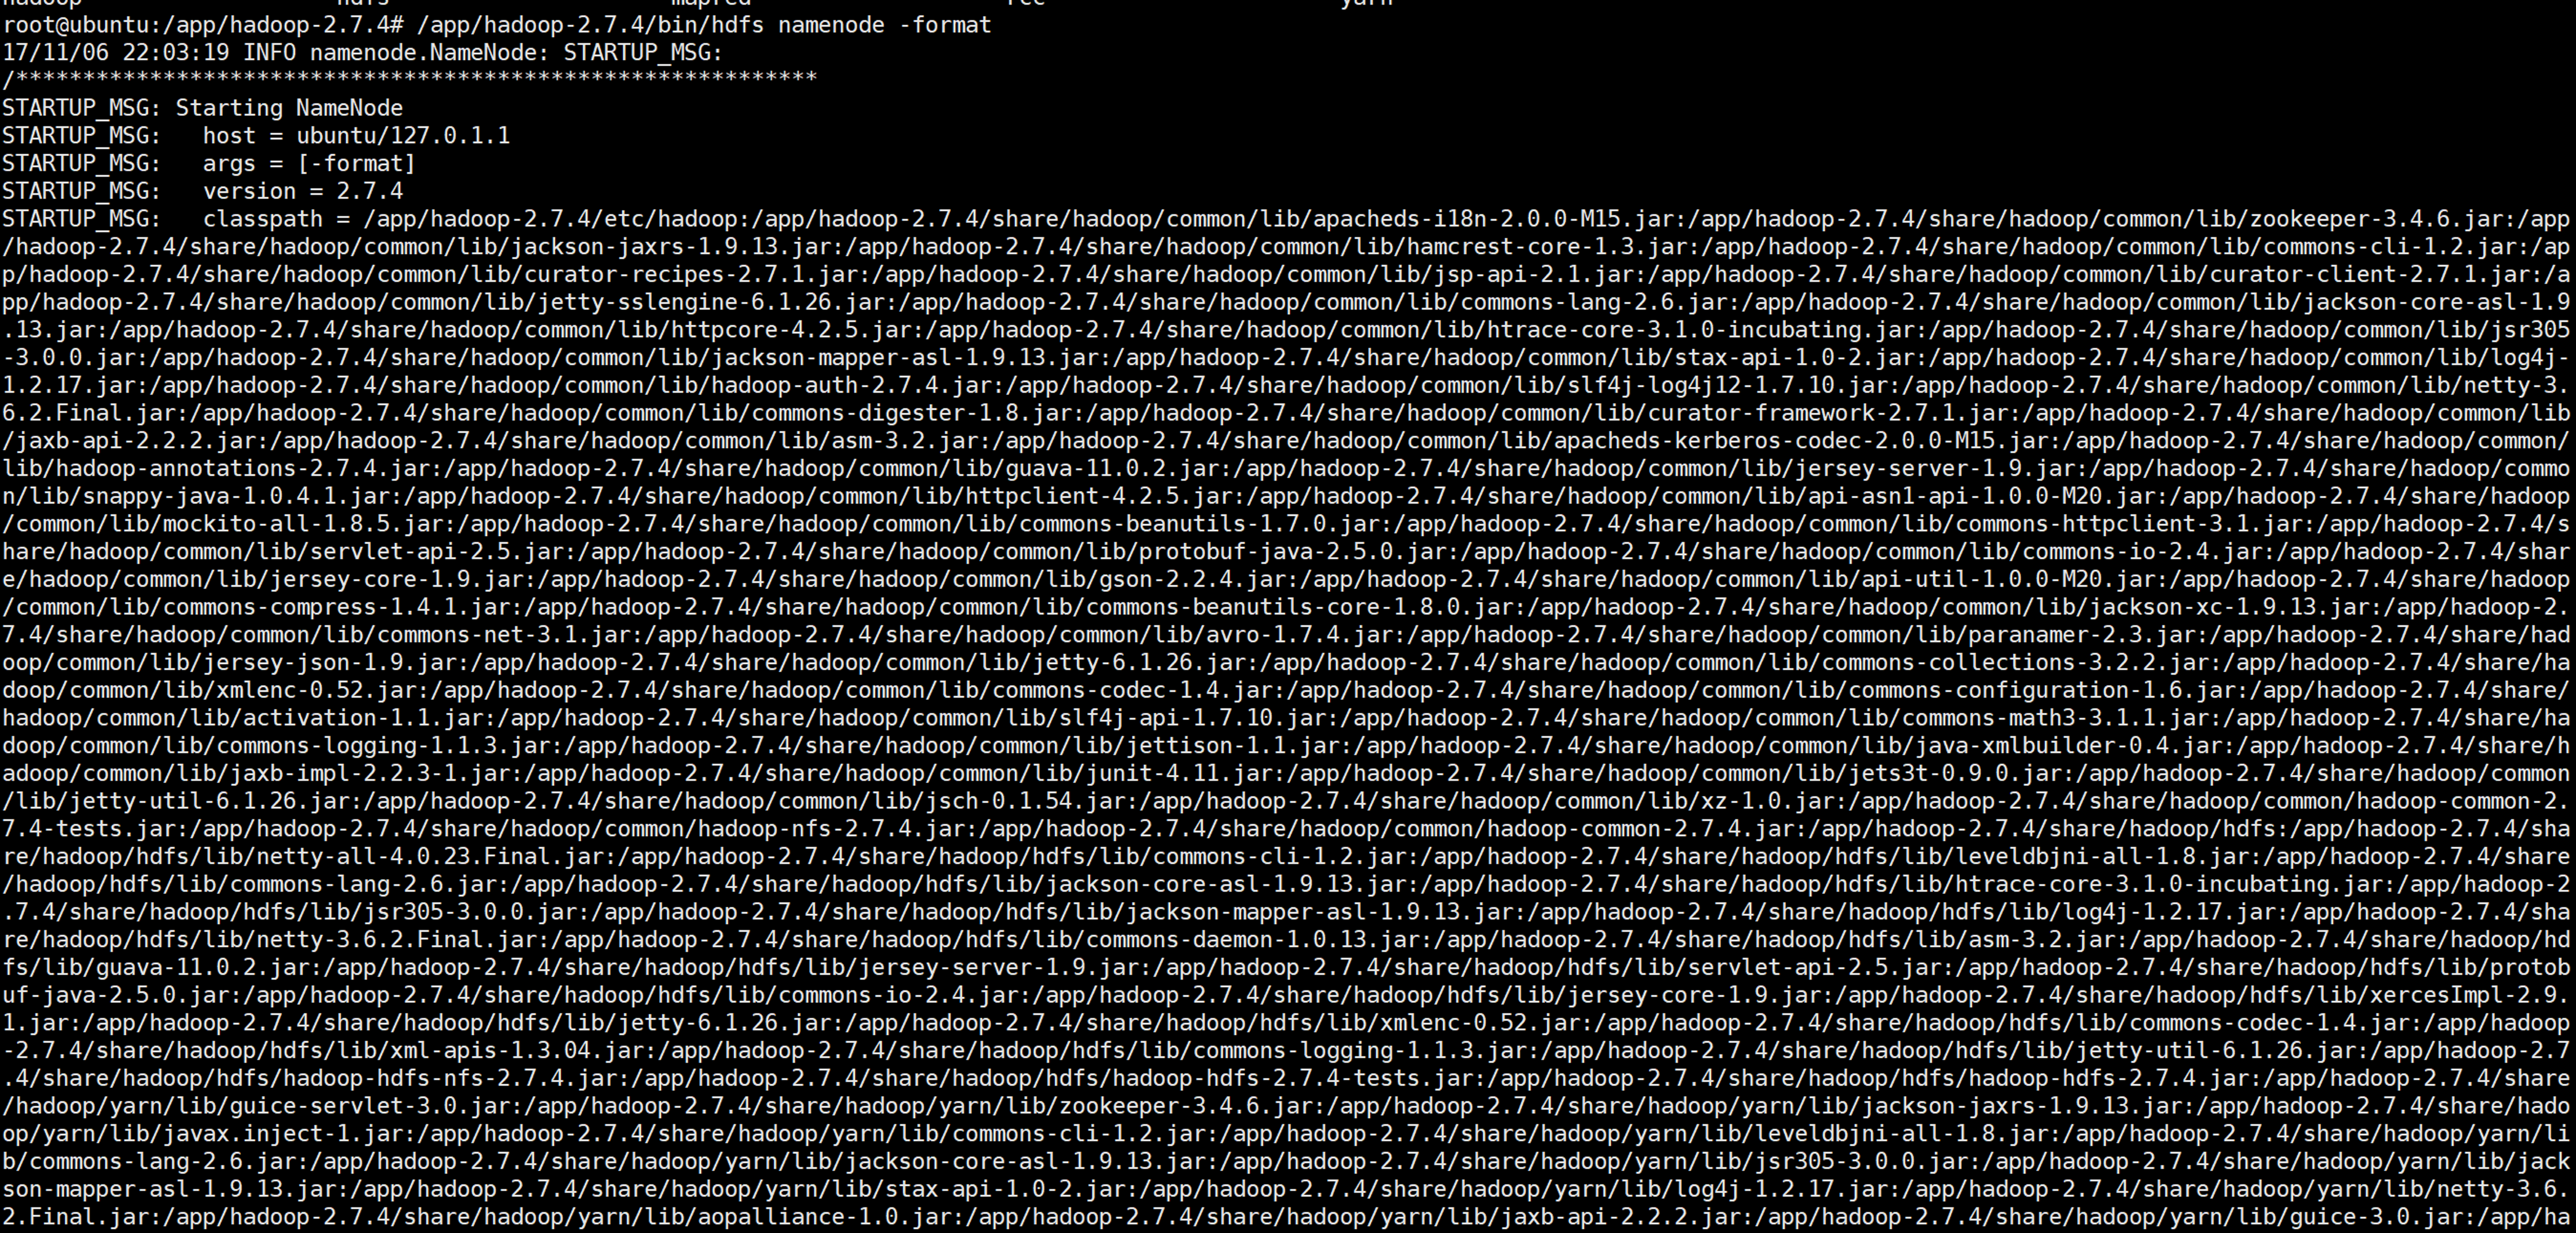 hadoop hdfs mapred rcc yarn
root@ubuntu:/app/hadoop-2.7.4# /app/hadoop-2.7.4/bin/hdfs namenode -format
17/11/06 22:03:19 INFO namenode.NameNode: STARTUP_MSG:
/************************************************************
STARTUP_MSG: Starting NameNode
STARTUP_MSG:   host = ubuntu/127.0.1.1
STARTUP_MSG:   args = [-format]
STARTUP_MSG:   version = 2.7.4
STARTUP_MSG:   classpath = /app/hadoop-2.7.4/etc/hadoop:/app/hadoop-2.7.4/share/hadoop/common/lib/apacheds-i18n-2.0.0-M15.jar:/app/hadoop-2.7.4/share/hadoop/common/lib/zookeeper-3.4.6.jar:/app
/hadoop-2.7.4/share/hadoop/common/lib/jackson-jaxrs-1.9.13.jar:/app/hadoop-2.7.4/share/hadoop/common/lib/hamcrest-core-1.3.jar:/app/hadoop-2.7.4/share/hadoop/common/lib/commons-cli-1.2.jar:/ap
p/hadoop-2.7.4/share/hadoop/common/lib/curator-recipes-2.7.1.jar:/app/hadoop-2.7.4/share/hadoop/common/lib/jsp-api-2.1.jar:/app/hadoop-2.7.4/share/hadoop/common/lib/curator-client-2.7.1.jar:/a
pp/hadoop-2.7.4/share/hadoop/common/lib/jetty-sslengine-6.1.26.jar:/app/hadoop-2.7.4/share/hadoop/common/lib/commons-lang-2.6.jar:/app/hadoop-2.7.4/share/hadoop/common/lib/jackson-core-asl-1.9
.13.jar:/app/hadoop-2.7.4/share/hadoop/common/lib/httpcore-4.2.5.jar:/app/hadoop-2.7.4/share/hadoop/common/lib/htrace-core-3.1.0-incubating.jar:/app/hadoop-2.7.4/share/hadoop/common/lib/jsr305
-3.0.0.jar:/app/hadoop-2.7.4/share/hadoop/common/lib/jackson-mapper-asl-1.9.13.jar:/app/hadoop-2.7.4/share/hadoop/common/lib/stax-api-1.0-2.jar:/app/hadoop-2.7.4/share/hadoop/common/lib/log4j-
1.2.17.jar:/app/hadoop-2.7.4/share/hadoop/common/lib/hadoop-auth-2.7.4.jar:/app/hadoop-2.7.4/share/hadoop/common/lib/slf4j-log4j12-1.7.10.jar:/app/hadoop-2.7.4/share/hadoop/common/lib/netty-3.
6.2.Final.jar:/app/hadoop-2.7.4/share/hadoop/common/lib/commons-digester-1.8.jar:/app/hadoop-2.7.4/share/hadoop/common/lib/curator-framework-2.7.1.jar:/app/hadoop-2.7.4/share/hadoop/common/lib
/jaxb-api-2.2.2.jar:/app/hadoop-2.7.4/share/hadoop/common/lib/asm-3.2.jar:/app/hadoop-2.7.4/share/hadoop/common/lib/apacheds-kerberos-codec-2.0.0-M15.jar:/app/hadoop-2.7.4/share/hadoop/common/
lib/hadoop-annotations-2.7.4.jar:/app/hadoop-2.7.4/share/hadoop/common/lib/guava-11.0.2.jar:/app/hadoop-2.7.4/share/hadoop/common/lib/jersey-server-1.9.jar:/app/hadoop-2.7.4/share/hadoop/commo
n/lib/snappy-java-1.0.4.1.jar:/app/hadoop-2.7.4/share/hadoop/common/lib/httpclient-4.2.5.jar:/app/hadoop-2.7.4/share/hadoop/common/lib/api-asn1-api-1.0.0-M20.jar:/app/hadoop-2.7.4/share/hadoop
/common/lib/mockito-all-1.8.5.jar:/app/hadoop-2.7.4/share/hadoop/common/lib/commons-beanutils-1.7.0.jar:/app/hadoop-2.7.4/share/hadoop/common/lib/commons-httpclient-3.1.jar:/app/hadoop-2.7.4/s
hare/hadoop/common/lib/servlet-api-2.5.jar:/app/hadoop-2.7.4/share/hadoop/common/lib/protobuf-java-2.5.0.jar:/app/hadoop-2.7.4/share/hadoop/common/lib/commons-io-2.4.jar:/app/hadoop-2.7.4/shar
e/hadoop/common/lib/jersey-core-1.9.jar:/app/hadoop-2.7.4/share/hadoop/common/lib/gson-2.2.4.jar:/app/hadoop-2.7.4/share/hadoop/common/lib/api-util-1.0.0-M20.jar:/app/hadoop-2.7.4/share/hadoop
/common/lib/commons-compress-1.4.1.jar:/app/hadoop-2.7.4/share/hadoop/common/lib/commons-beanutils-core-1.8.0.jar:/app/hadoop-2.7.4/share/hadoop/common/lib/jackson-xc-1.9.13.jar:/app/hadoop-2.
7.4/share/hadoop/common/lib/commons-net-3.1.jar:/app/hadoop-2.7.4/share/hadoop/common/lib/avro-1.7.4.jar:/app/hadoop-2.7.4/share/hadoop/common/lib/paranamer-2.3.jar:/app/hadoop-2.7.4/share/had
oop/common/lib/jersey-json-1.9.jar:/app/hadoop-2.7.4/share/hadoop/common/lib/jetty-6.1.26.jar:/app/hadoop-2.7.4/share/hadoop/common/lib/commons-collections-3.2.2.jar:/app/hadoop-2.7.4/share/ha
doop/common/lib/xmlenc-0.52.jar:/app/hadoop-2.7.4/share/hadoop/common/lib/commons-codec-1.4.jar:/app/hadoop-2.7.4/share/hadoop/common/lib/commons-configuration-1.6.jar:/app/hadoop-2.7.4/share/
hadoop/common/lib/activation-1.1.jar:/app/hadoop-2.7.4/share/hadoop/common/lib/slf4j-api-1.7.10.jar:/app/hadoop-2.7.4/share/hadoop/common/lib/commons-math3-3.1.1.jar:/app/hadoop-2.7.4/share/ha
doop/common/lib/commons-logging-1.1.3.jar:/app/hadoop-2.7.4/share/hadoop/common/lib/jettison-1.1.jar:/app/hadoop-2.7.4/share/hadoop/common/lib/java-xmlbuilder-0.4.jar:/app/hadoop-2.7.4/share/h
adoop/common/lib/jaxb-impl-2.2.3-1.jar:/app/hadoop-2.7.4/share/hadoop/common/lib/junit-4.11.jar:/app/hadoop-2.7.4/share/hadoop/common/lib/jets3t-0.9.0.jar:/app/hadoop-2.7.4/share/hadoop/common
/lib/jetty-util-6.1.26.jar:/app/hadoop-2.7.4/share/hadoop/common/lib/jsch-0.1.54.jar:/app/hadoop-2.7.4/share/hadoop/common/lib/xz-1.0.jar:/app/hadoop-2.7.4/share/hadoop/common/hadoop-common-2.
7.4-tests.jar:/app/hadoop-2.7.4/share/hadoop/common/hadoop-nfs-2.7.4.jar:/app/hadoop-2.7.4/share/hadoop/common/hadoop-common-2.7.4.jar:/app/hadoop-2.7.4/share/hadoop/hdfs:/app/hadoop-2.7.4/sha
re/hadoop/hdfs/lib/netty-all-4.0.23.Final.jar:/app/hadoop-2.7.4/share/hadoop/hdfs/lib/commons-cli-1.2.jar:/app/hadoop-2.7.4/share/hadoop/hdfs/lib/leveldbjni-all-1.8.jar:/app/hadoop-2.7.4/share
/hadoop/hdfs/lib/commons-lang-2.6.jar:/app/hadoop-2.7.4/share/hadoop/hdfs/lib/jackson-core-asl-1.9.13.jar:/app/hadoop-2.7.4/share/hadoop/hdfs/lib/htrace-core-3.1.0-incubating.jar:/app/hadoop-2
.7.4/share/hadoop/hdfs/lib/jsr305-3.0.0.jar:/app/hadoop-2.7.4/share/hadoop/hdfs/lib/jackson-mapper-asl-1.9.13.jar:/app/hadoop-2.7.4/share/hadoop/hdfs/lib/log4j-1.2.17.jar:/app/hadoop-2.7.4/sha
re/hadoop/hdfs/lib/netty-3.6.2.Final.jar:/app/hadoop-2.7.4/share/hadoop/hdfs/lib/commons-daemon-1.0.13.jar:/app/hadoop-2.7.4/share/hadoop/hdfs/lib/asm-3.2.jar:/app/hadoop-2.7.4/share/hadoop/hd
fs/lib/guava-11.0.2.jar:/app/hadoop-2.7.4/share/hadoop/hdfs/lib/jersey-server-1.9.jar:/app/hadoop-2.7.4/share/hadoop/hdfs/lib/servlet-api-2.5.jar:/app/hadoop-2.7.4/share/hadoop/hdfs/lib/protob
uf-java-2.5.0.jar:/app/hadoop-2.7.4/share/hadoop/hdfs/lib/commons-io-2.4.jar:/app/hadoop-2.7.4/share/hadoop/hdfs/lib/jersey-core-1.9.jar:/app/hadoop-2.7.4/share/hadoop/hdfs/lib/xercesImpl-2.9.
1.jar:/app/hadoop-2.7.4/share/hadoop/hdfs/lib/jetty-6.1.26.jar:/app/hadoop-2.7.4/share/hadoop/hdfs/lib/xmlenc-0.52.jar:/app/hadoop-2.7.4/share/hadoop/hdfs/lib/commons-codec-1.4.jar:/app/hadoop
-2.7.4/share/hadoop/hdfs/lib/xml-apis-1.3.04.jar:/app/hadoop-2.7.4/share/hadoop/hdfs/lib/commons-logging-1.1.3.jar:/app/hadoop-2.7.4/share/hadoop/hdfs/lib/jetty-util-6.1.26.jar:/app/hadoop-2.7
.4/share/hadoop/hdfs/hadoop-hdfs-nfs-2.7.4.jar:/app/hadoop-2.7.4/share/hadoop/hdfs/hadoop-hdfs-2.7.4-tests.jar:/app/hadoop-2.7.4/share/hadoop/hdfs/hadoop-hdfs-2.7.4.jar:/app/hadoop-2.7.4/share
/hadoop/yarn/lib/guice-servlet-3.0.jar:/app/hadoop-2.7.4/share/hadoop/yarn/lib/zookeeper-3.4.6.jar:/app/hadoop-2.7.4/share/hadoop/yarn/lib/jackson-jaxrs-1.9.13.jar:/app/hadoop-2.7.4/share/hado
op/yarn/lib/javax.inject-1.jar:/app/hadoop-2.7.4/share/hadoop/yarn/lib/commons-cli-1.2.jar:/app/hadoop-2.7.4/share/hadoop/yarn/lib/leveldbjni-all-1.8.jar:/app/hadoop-2.7.4/share/hadoop/yarn/li
b/commons-lang-2.6.jar:/app/hadoop-2.7.4/share/hadoop/yarn/lib/jackson-core-asl-1.9.13.jar:/app/hadoop-2.7.4/share/hadoop/yarn/lib/jsr305-3.0.0.jar:/app/hadoop-2.7.4/share/hadoop/yarn/lib/jack
son-mapper-asl-1.9.13.jar:/app/hadoop-2.7.4/share/hadoop/yarn/lib/stax-api-1.0-2.jar:/app/hadoop-2.7.4/share/hadoop/yarn/lib/log4j-1.2.17.jar:/app/hadoop-2.7.4/share/hadoop/yarn/lib/netty-3.6.
2.Final.jar:/app/hadoop-2.7.4/share/hadoop/yarn/lib/aopalliance-1.0.jar:/app/hadoop-2.7.4/share/hadoop/yarn/lib/jaxb-api-2.2.2.jar:/app/hadoop-2.7.4/share/hadoop/yarn/lib/guice-3.0.jar:/app/ha